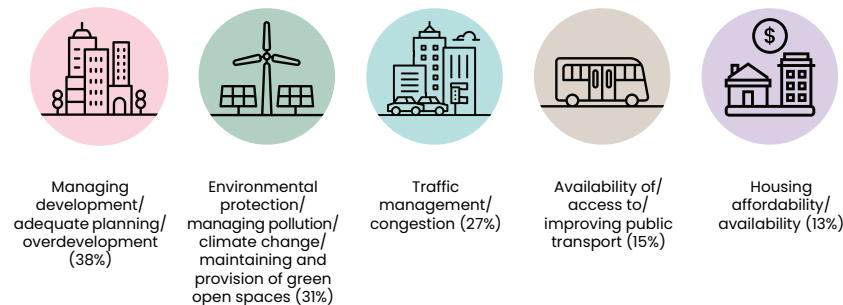 $
Managing
development/
adequate planning/
overdevelopment
(38%)
Environmental
protection/
managing pollution/
climate change/
maintaining and
provision of green
open spaces (31%)
Traffic
management/
congestion (27%)
Availability of/
access to/
improving public
transport (15%)
Housing
affordability/
availability (13%)